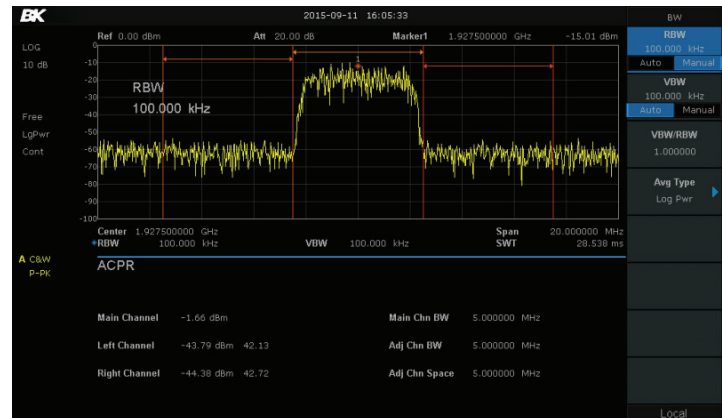 BK 2015-09-11 16:05:33 BW
Ref 0.00 dBm Att 20.00 dB Marker1 1.927500000 GHz -15.01 dBm
LOG
10 dB
Free
LgPwr
Cont
0
-10
-20
-30
-40
-50
-60
-70
-80
-90
-100
1
RBW
100.000 kHz
Center 1.927500000 GHz Span 20.000000 MHz
RBW 100.000 kHz VBW 100.000 kHz SWT 28.538 ms
A C&W
P-PK
ACPR
Main Channel -1.66 dBm Main Chn BW 5.000000 MHz
Left Channel -43.79 dBm 42.13 Adj Chn BW 5.000000 MHz
Right Channel -44.38 dBm 42.72 Adj Chn Space 5.000000 MHz
RBW
100.000 kHz
Auto Manual
VBW
100.000 kHz
Auto Manual
VBW/RBW
1.000000
Avg Type
Log Pwr
Local